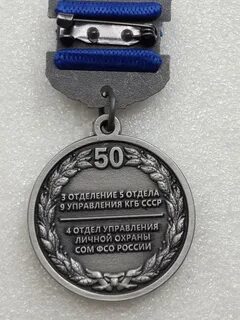 50
3 ОТДЕЛЕНИЕ 5 ОТДЕЛА
9 УПРАВЛЕНИЯ КГБ СССР
4 ОТДЕЛ УПРАВЛЕНИЯ
ЛИЧНОЙ ОХРАНЫ
СОМ ФСО РОССИИ